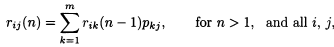 r_{ij}(n) = \sum_{k=1}^{m} r_{ik}(n-1)p_{kj}, for n > 1, and all i, j,